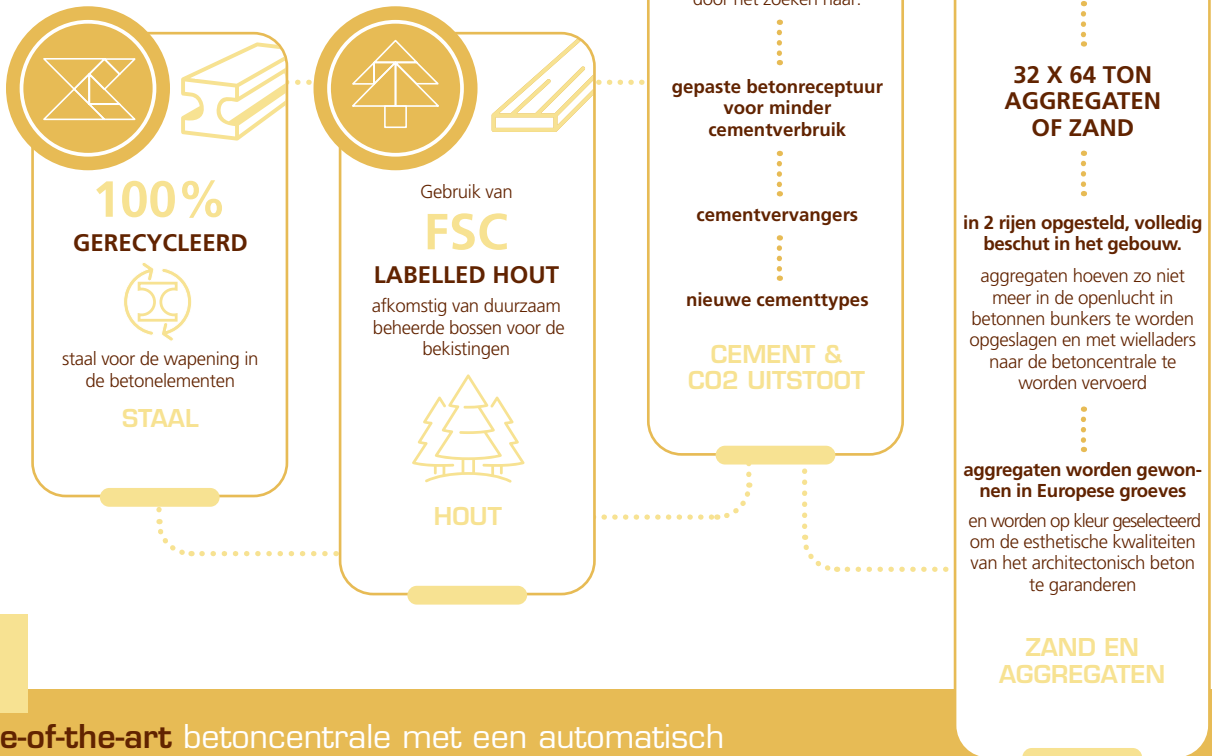 100%
GERECYCLEERD
staal voor de wapening in
de betonelementen
STAAL
Gebruik van
FSC
LABELLED HOUT
afkomstig van duurzaam
beheerde bossen voor de
bekistingen
HOUT
door het zoeken naar:
gepaste betonreceptuur
voor minder
cementverbruik
cementvervangers
nieuwe cementtypes
CEMENT &
CO2 UITSTOOT
32 X 64 TON
AGGREGATEN
OF ZAND
in 2 rijen opgesteld, volledig
beschut in het gebouw.
aggregaten hoeven zo niet
meer in de openlucht in
betonnen bunkers te worden
opgeslagen en met wielladers
naar de betoncentrale te
worden vervoerd
aggregaten worden gewon-
nen in Europese groeves
en worden op kleur geselecteerd
om de esthetische kwaliteiten
van het architectonisch beton
te garanderen
ZAND EN
AGGREGATEN
e-of-the-art betoncentrale met een automatisch